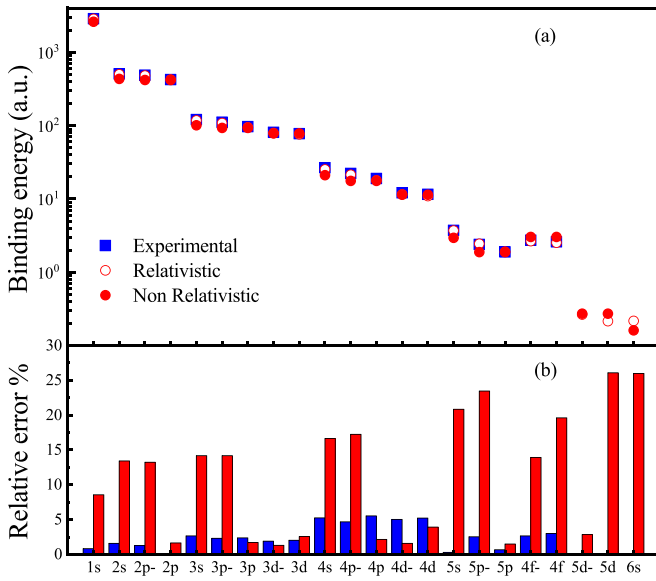 (a)
Binding energy (a.u.)
10³
10²
10¹
10⁰
Experimental
Relativistic
Non Relativistic
(b)
Relative error %
30
25
20
15
10
5
0
1s 2s 2p- 2p 3s 3p- 3p 3d- 3d 4s 4p- 4p 4d- 4d 5s 5p- 5p 4f- 4f 5d- 5d 6s